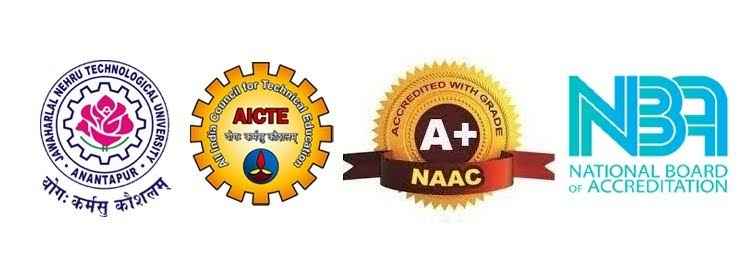 JAWAHARLAL NEHRU TECHNOLOGICAL UNIVERSITY
• ANANTAPUR •
योगः कर्मसु कौशलम्
All India Council for Technical Education
AICTE
योगः कर्मसु कौशलम्
ACCREDITED WITH GRADE
A+
NAAC
NBA
NATIONAL BOARD
OF ACCREDITATION